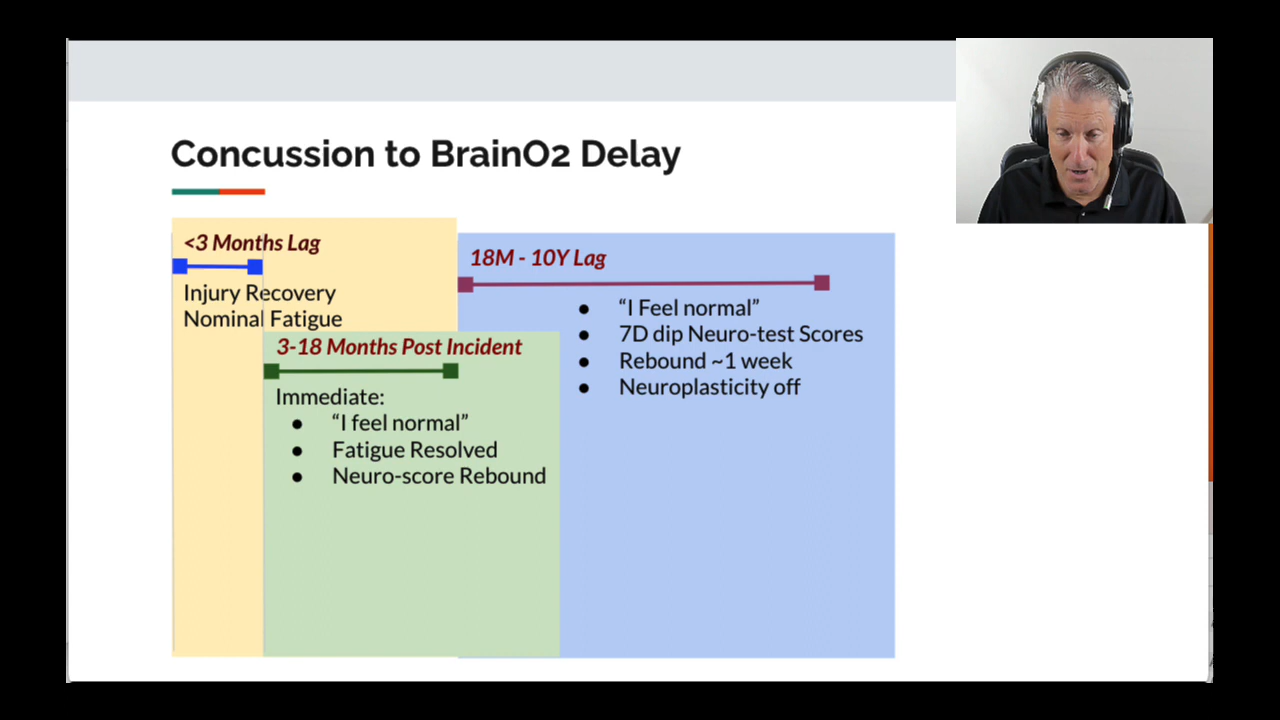 Concussion to BrainO2 Delay
<3 Months Lag
Injury Recovery
Nominal Fatigue
3-18 Months Post Incident
Immediate:
● “I feel normal”
● Fatigue Resolved
● Neuro-score Rebound
18M - 10Y Lag
● “I Feel normal”
● 7D dip Neuro-test Scores
● Rebound ~1 week
● Neuroplasticity off